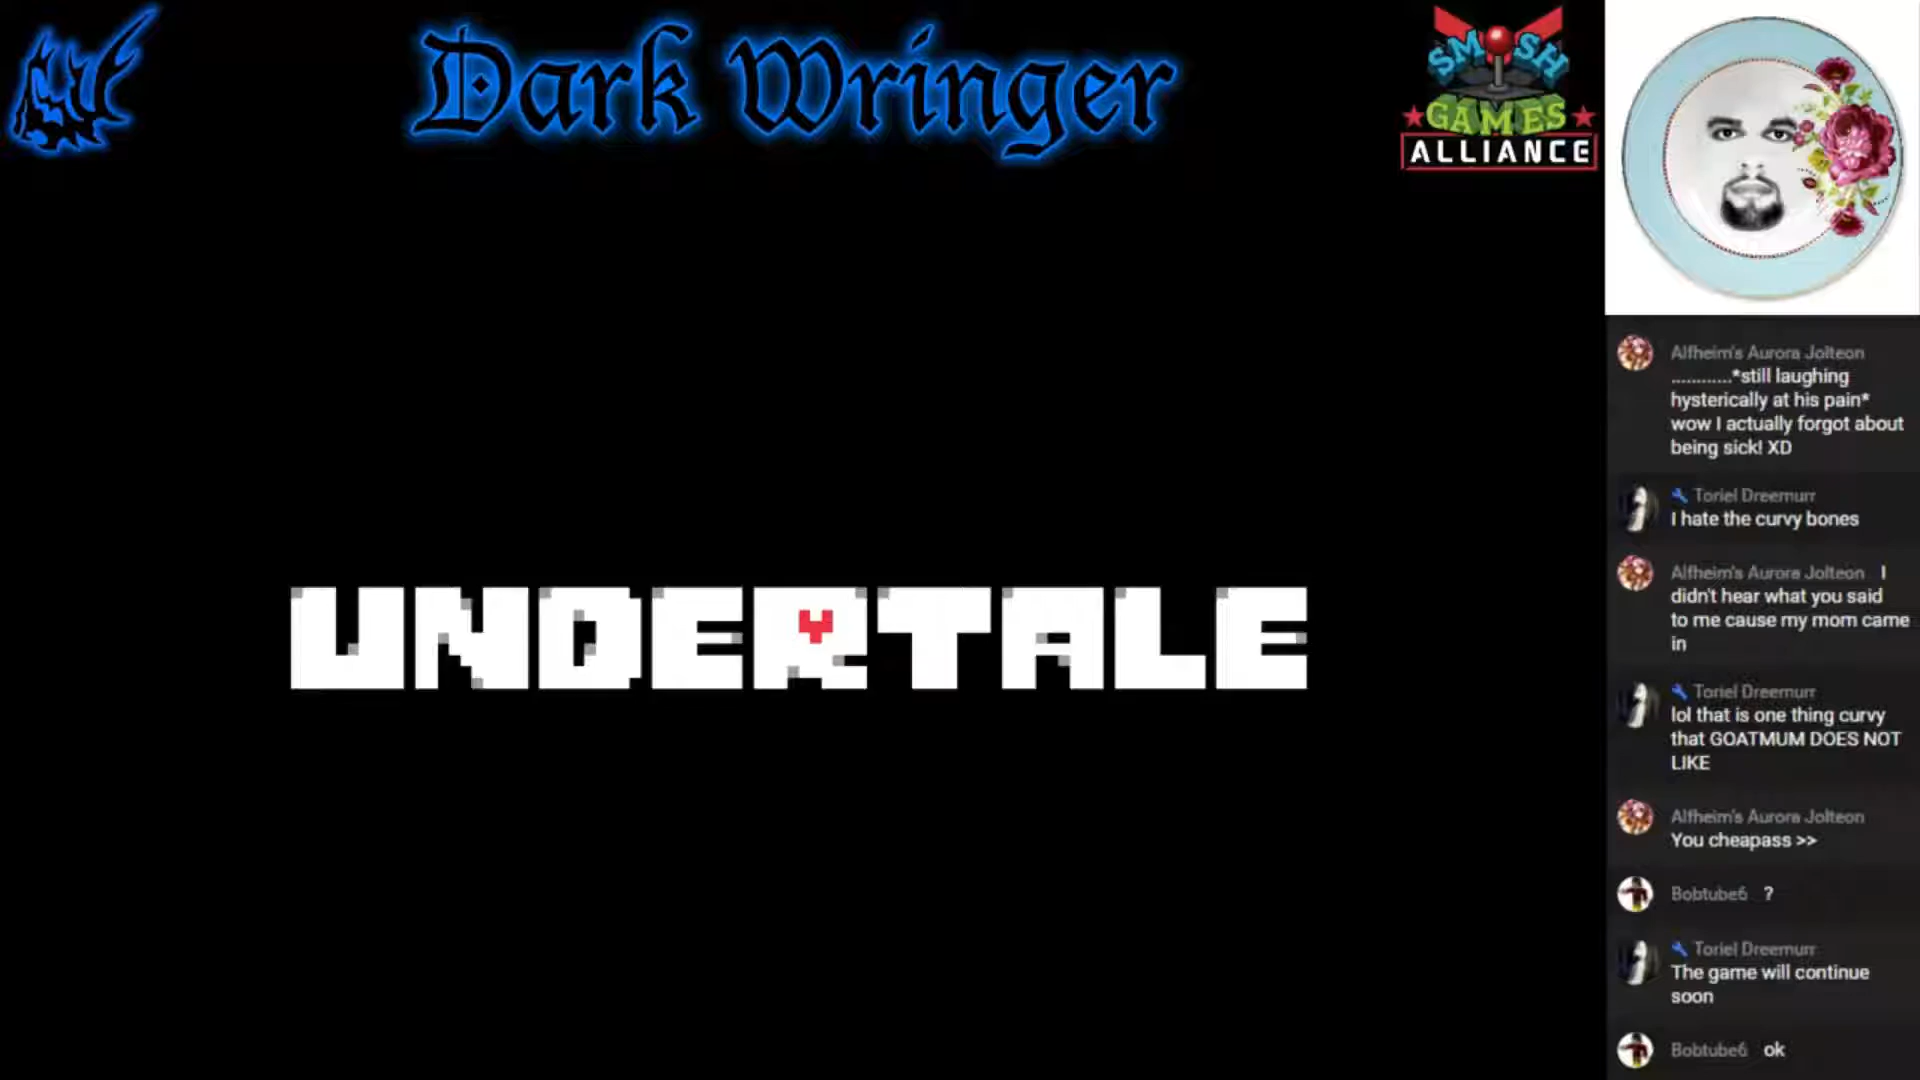 Dark Wringer
SMASH
GAMES
ALLIANCE
UNDERTALE
Alfheim's Aurora Jolteon
............*still laughing
hysterically at his pain*
wow I actually forgot about
being sick! XD
Toriel Dreemurr
I hate the curvy bones
Alfheim's Aurora Jolteon I
didn't hear what you said
to me cause my mom came
in
Toriel Dreemurr
lol that is one thing curvy
that GOATMUM DOES NOT
LIKE
Alfheim's Aurora Jolteon
You cheapass >>
Bobtube6 ?
Toriel Dreemurr
The game will continue
soon
Bobtube6 ok